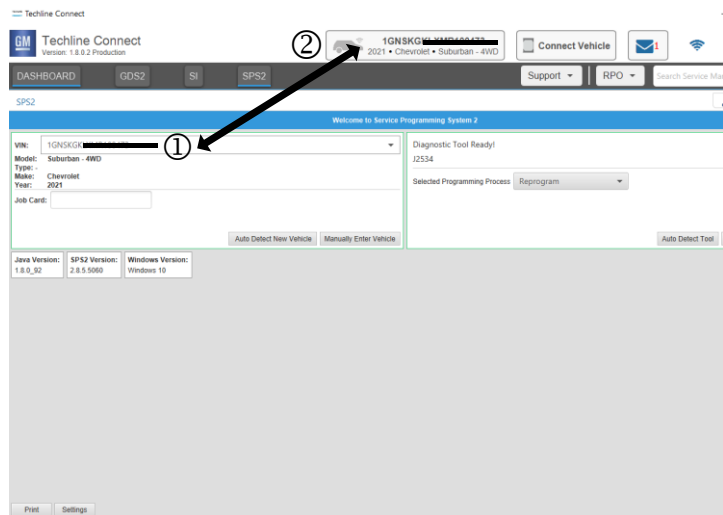 Techline Connect
GM
Techline Connect
Version: 1.8.0.2 Production
②
2021 • Chevrolet • Suburban - 4WD
Connect Vehicle
1
DASHBOARD
GDS2
SI
SPS2
Support
RPO
Search Service Ma
SPS2
Welcome to Service Programming System 2
VIN:
1GNSKGK
①
Model: Suburban - 4WD
Type: -
Make: Chevrolet
Year: 2021
Job Card:
Auto Detect New Vehicle
Manually Enter Vehicle
Diagnostic Tool Ready!
J2534
Selected Programming Process
Reprogram
Auto Detect Tool
Java Version:
1.8.0_92
SPS2 Version:
2.8.5.5060
Windows Version:
Windows 10
Print
Settings